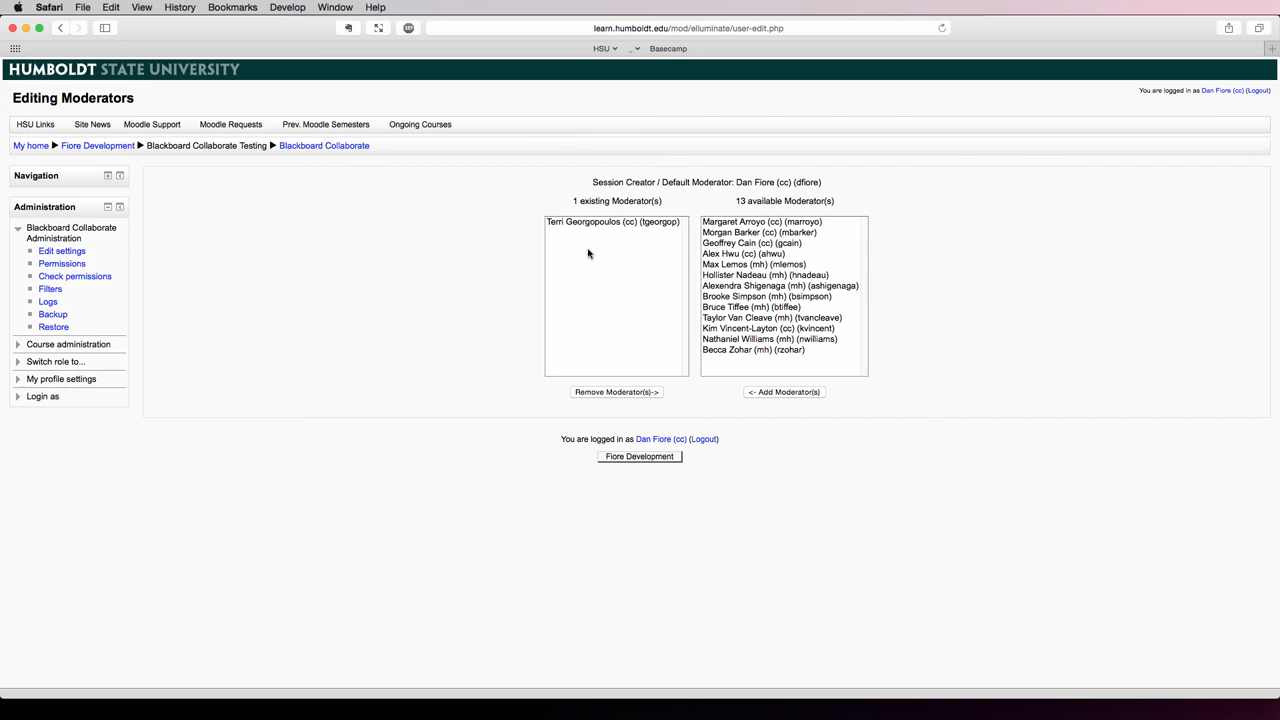 Safari File Edit View History Bookmarks Develop Window Help
learn.humboldt.edu/mod/elluminate/user-edit.php
HSU Basecamp
HUMBOLDT STATE UNIVERSITY
Editing Moderators
You are logged in as Dan Fiore (cc) (Logout)
HSU Links Site News Moodle Support Moodle Requests Prev. Moodle Semesters Ongoing Courses
My home Fiore Development Blackboard Collaborate Testing Blackboard Collaborate
Navigation
Administration
Blackboard Collaborate
Administration
Edit settings
Permissions
Check permissions
Filters
Logs
Backup
Restore
Course administration
Switch role to...
My profile settings
Login as
Session Creator / Default Moderator: Dan Fiore (cc) (dfiore)
1 existing Moderator(s)
Terri Georgopoulos (cc) (tgeorgop)
Remove Moderator(s)->
13 available Moderator(s)
Margaret Arroyo (cc) (marroyo)
Morgan Barker (cc) (mbarker)
Geoffrey Cain (cc) (gcain)
Alex Hwu (cc) (ahwu)
Max Lemos (mh) (mlemos)
Hollister Nadeau (mh) (hnadeau)
Alexendra Shigenaga (mh) (ashigenaga)
Brooke Simpson (mh) (bsimpson)
Bruce Tiffee (mh) (btiffee)
Taylor Van Cleave (mh) (tvancleave)
Kim Vincent-Layton (cc) (kvincent)
Nathaniel Williams (mh) (nwilliams)
Becca Zohar (mh) (rzohar)
<- Add Moderator(s)
You are logged in as Dan Fiore (cc) (Logout)
Fiore Development